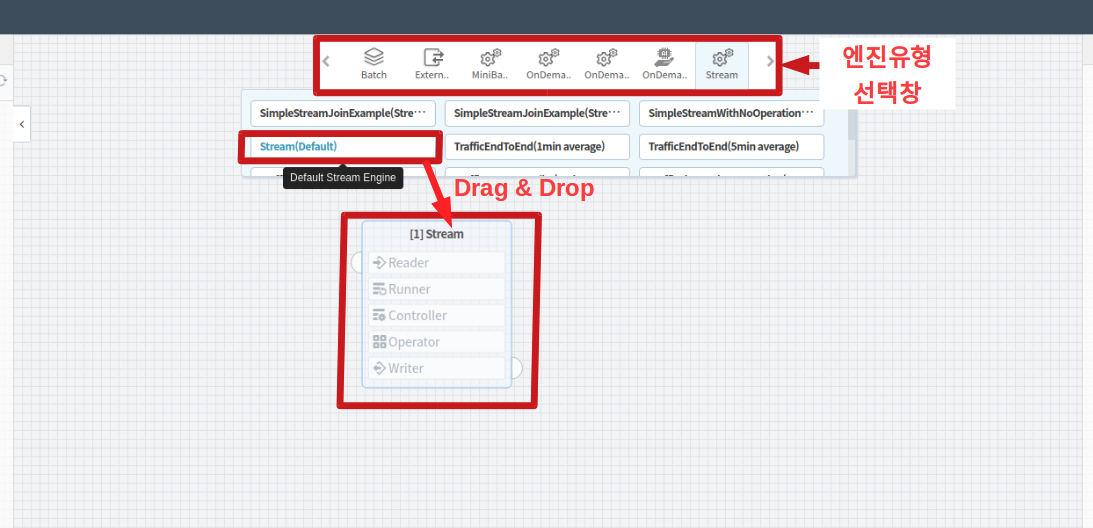 Batch
Extern..
MiniBa..
OnDema..
OnDema..
OnDema..
Stream
엔진유형
선택창
SimpleStreamJoinExample(Stre···
SimpleStreamJoinExample(Stre···
SimpleStreamWithNoOperation···
Stream(Default)
TrafficEndToEnd(1min average)
TrafficEndToEnd(5min average)
Default Stream Engine
Drag & Drop
[1] Stream
Reader
Runner
Controller
Operator
Writer